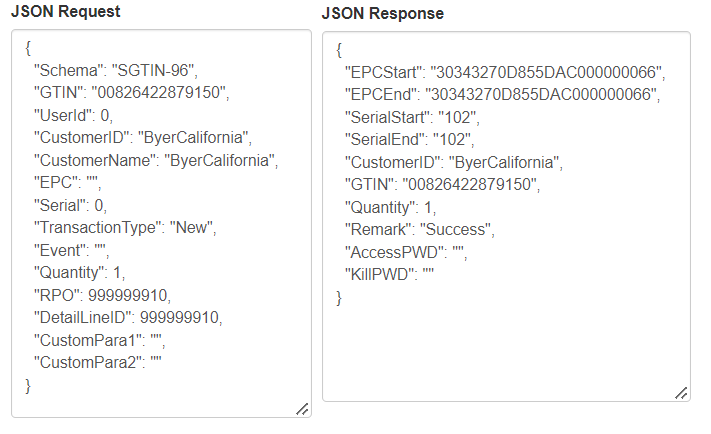 JSON Request
{
"Schema": "SGTIN-96",
"GTIN": "00826422879150",
"UserId": 0,
"CustomerID": "ByerCalifornia",
"CustomerName": "ByerCalifornia",
"EPC": "",
"Serial": 0,
"TransactionType": "New",
"Event": "",
"Quantity": 1,
"RPO": 999999910,
"DetailLineID": 999999910,
"CustomPara1": "",
"CustomPara2": ""
}
JSON Response
{
"EPCStart": "30343270D855DAC000000066",
"EPCEnd": "30343270D855DAC000000066",
"SerialStart": "102",
"SerialEnd": "102",
"CustomerID": "ByerCalifornia",
"GTIN": "00826422879150",
"Quantity": 1,
"Remark": "Success",
"AccessPWD": "",
"KillPWD": ""
}